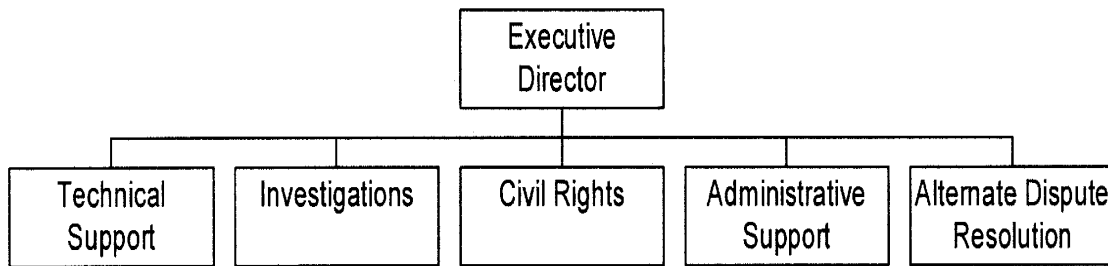 Executive
Director
Technical
Support
Investigations
Civil Rights
Administrative
Support
Alternate Dispute
Resolution